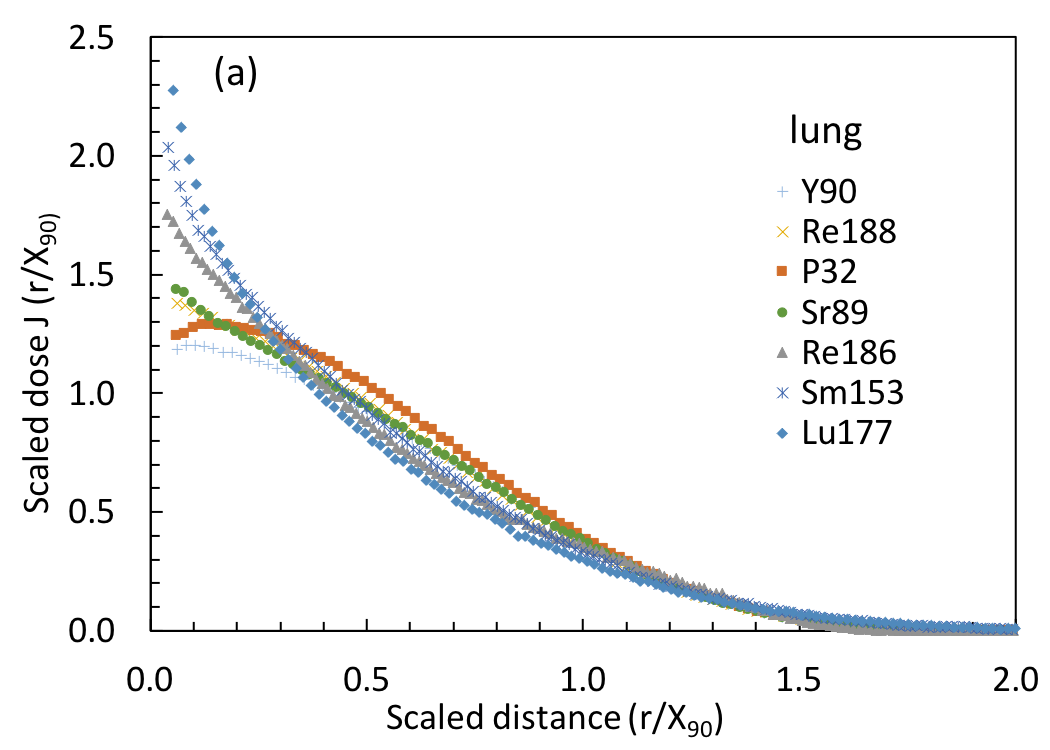 2.5
2.0
1.5
1.0
0.5
0.0
Scaled dose J (r/X90)
(a)
lung
Y90
Re188
P32
Sr89
Re186
Sm153
Lu177
0.0 0.5 1.0 1.5 2.0
Scaled distance (r/X90)